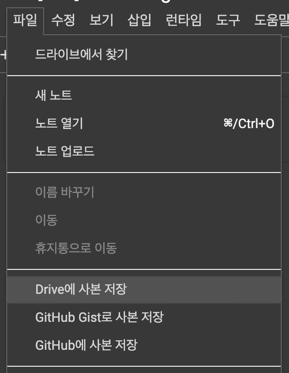 파일 수정 보기 삽입 런타임 도구 도움말
드라이브에서 찾기
새 노트
노트 열기 ⌘/Ctrl+O
노트 업로드
이름 바꾸기
이동
휴지통으로 이동
Drive에 사본 저장
GitHub Gist로 사본 저장
GitHub에 사본 저장